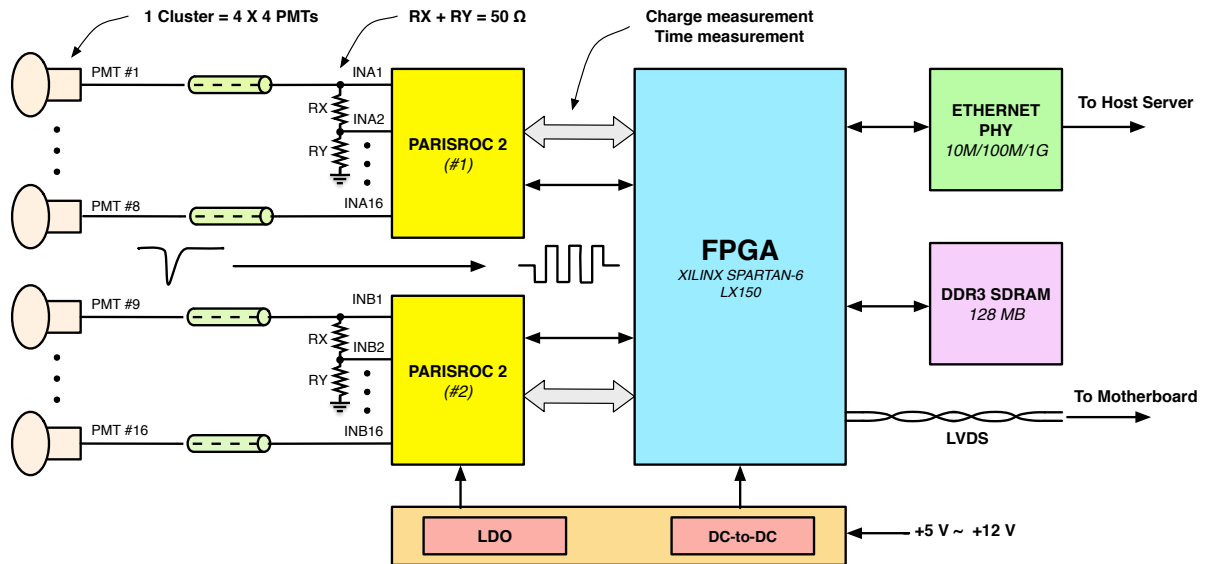 1 Cluster = 4 X 4 PMTs
RX + RY = 50 Ω
Charge measurement
Time measurement
PMT #1
INA1
RX
INA2
RY
PMT #8
INA16
PARISROC 2
(#1)
FPGA
XILINX SPARTAN-6
LX150
ETHERNET
PHY
10M/100M/1G
To Host Server
DDR3 SDRAM
128 MB
PMT #9
INB1
RX
INB2
RY
PMT #16
INB16
PARISROC 2
(#2)
To Motherboard
LVDS
LDO
DC-to-DC
+5 V ~ +12 V